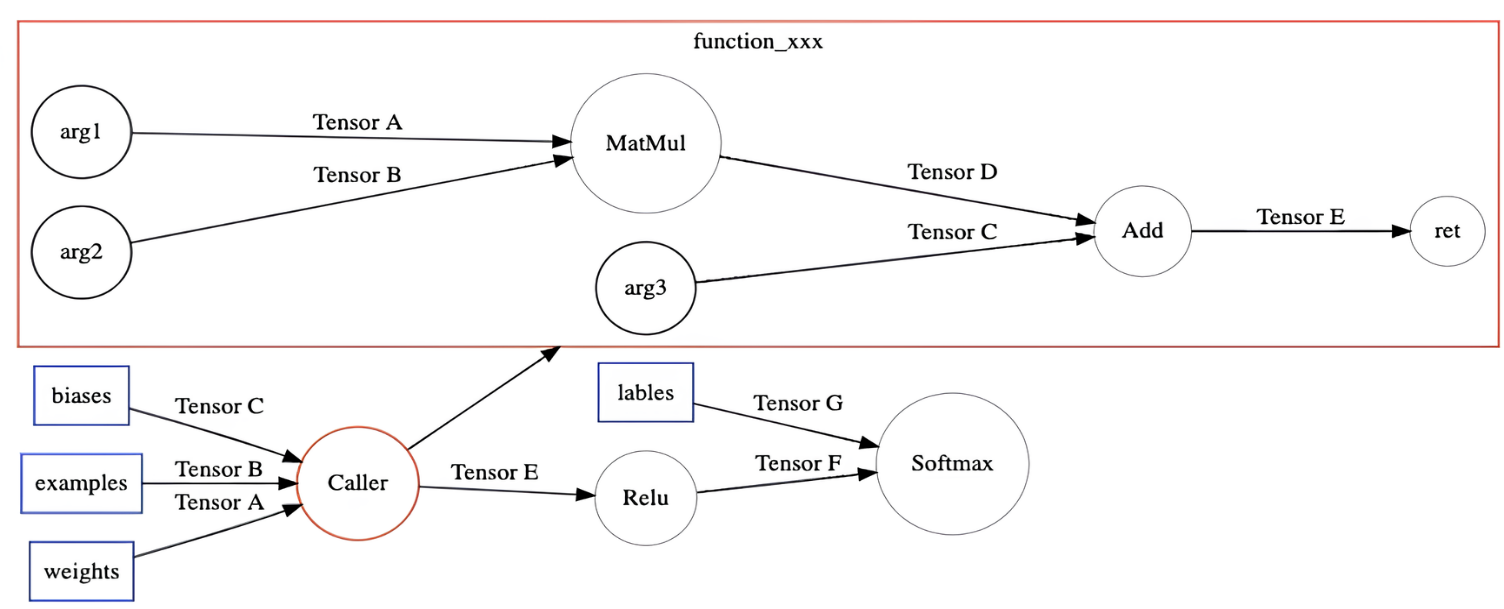 function_xxx
arg1
Tensor A
MatMul
Tensor B
arg2
Tensor D
Tensor C
Add
Tensor E
ret
arg3
biases
Tensor C
examples
Tensor B
Tensor A
weights
Caller
Tensor E
Relu
lables
Tensor G
Tensor F
Softmax